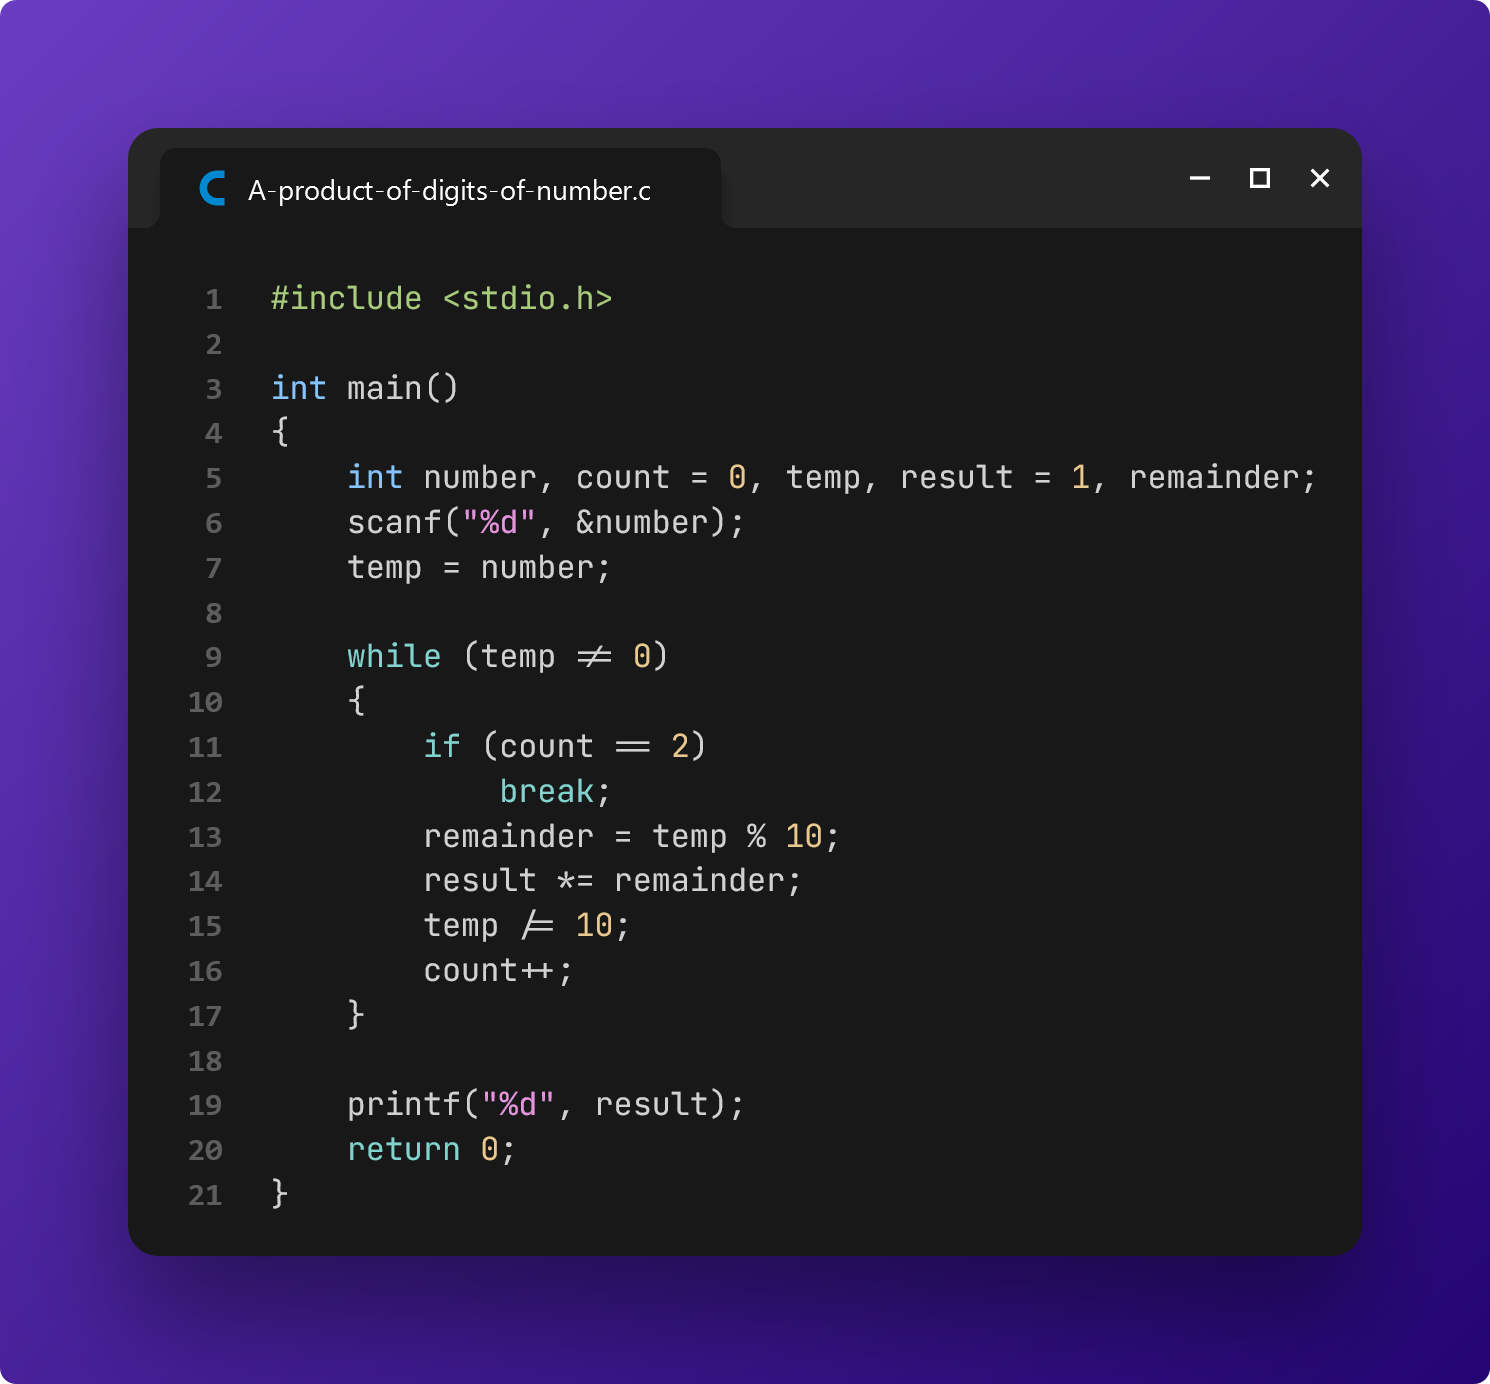 A-product-of-digits-of-number.c
1 #include <stdio.h>
2
3 int main()
4 {
5     int number, count = 0, temp, result = 1, remainder;
6     scanf("%d", &number);
7     temp = number;
8
9     while (temp != 0)
10     {
11         if (count == 2)
12             break;
13         remainder = temp % 10;
14         result *= remainder;
15         temp /= 10;
16         count++;
17     }
18
19     printf("%d", result);
20     return 0;
21 }